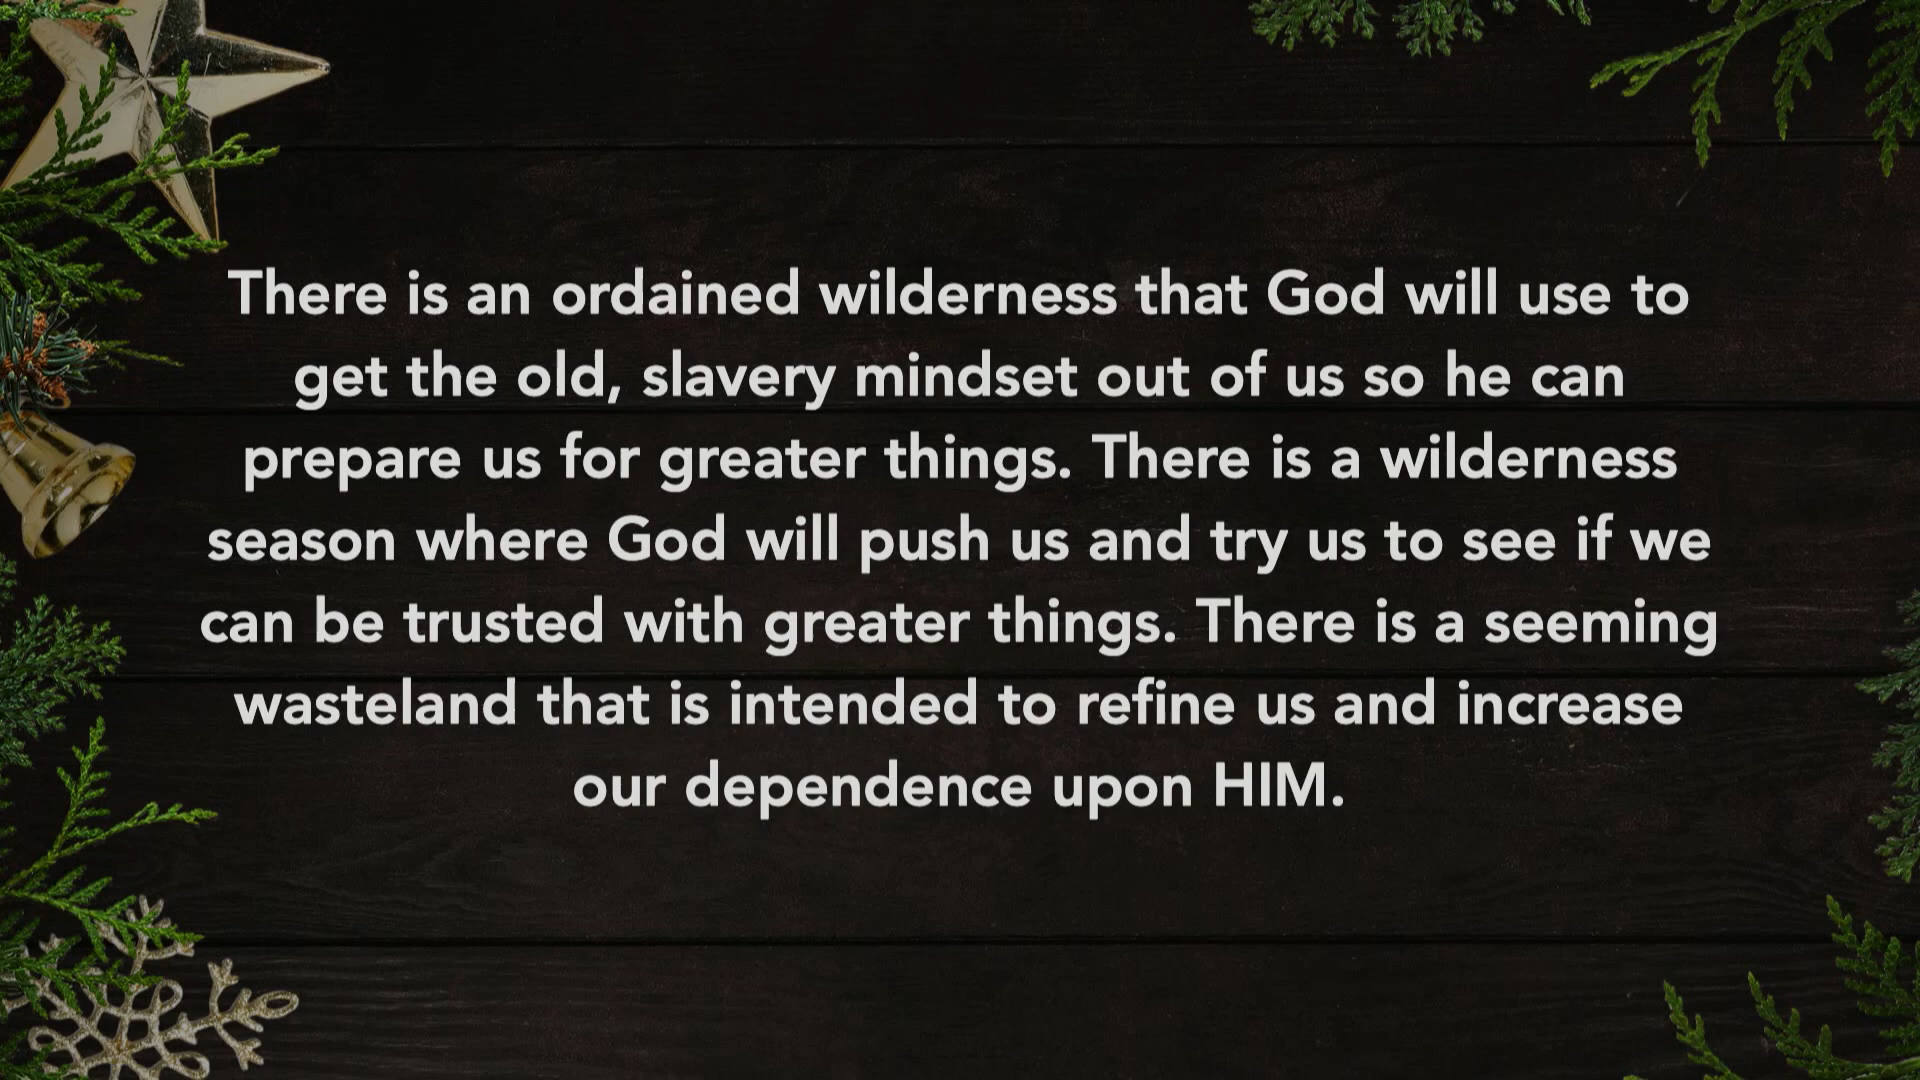 There is an ordained wilderness that God will use to
get the old, slavery mindset out of us so he can
prepare us for greater things. There is a wilderness
season where God will push us and try us to see if we
can be trusted with greater things. There is a seeming
wasteland that is intended to refine us and increase
our dependence upon HIM.